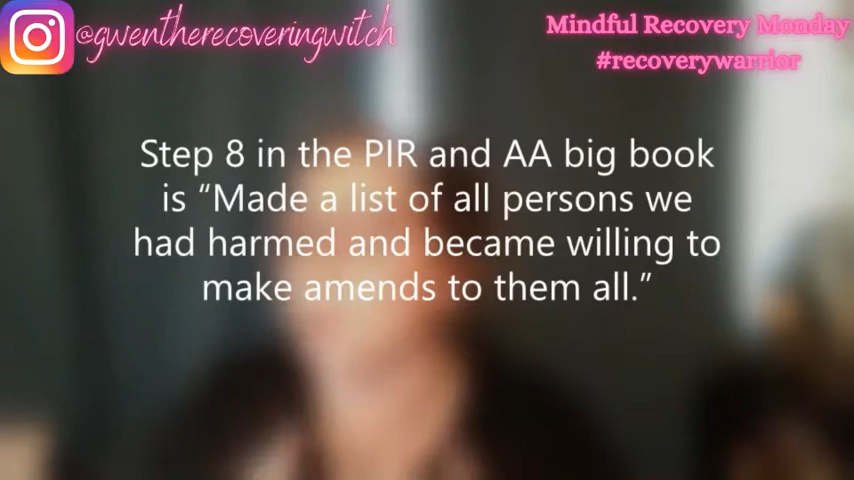 @gwentherecoveringwitch
Mindful Recovery Monday
#recoverywarrior
Step 8 in the PIR and AA big book
is “Made a list of all persons we
had harmed and became willing to
make amends to them all.”